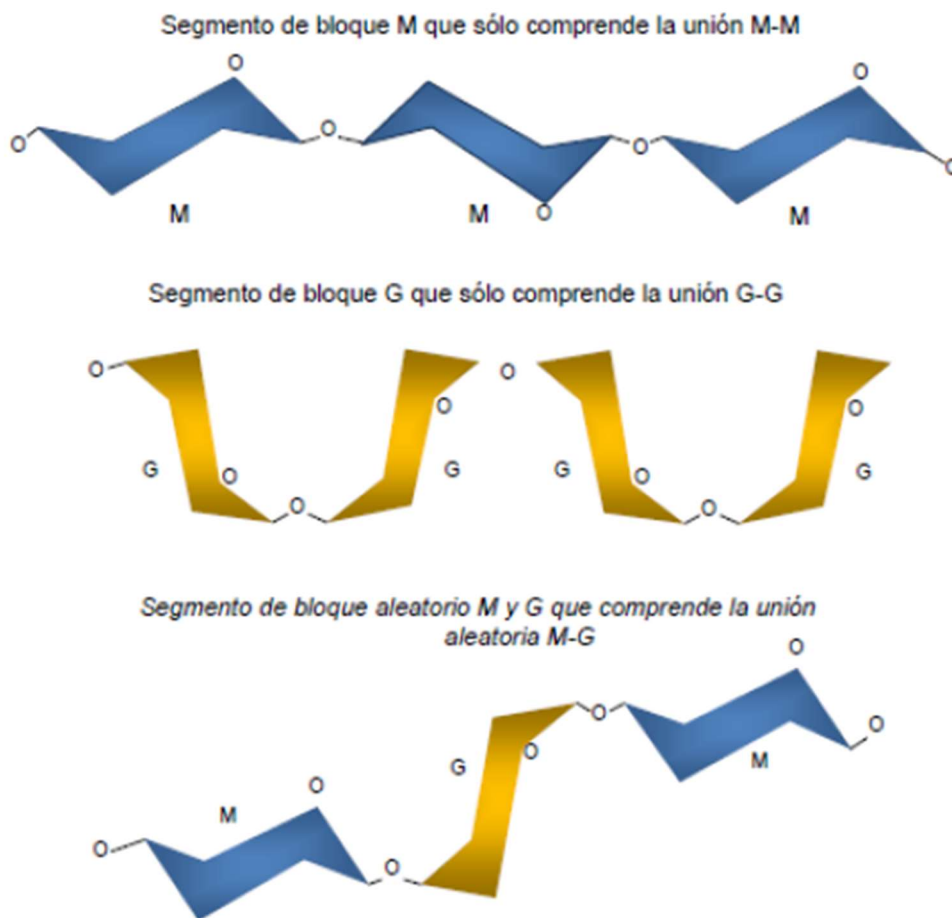 Segmento de bloque M que sólo comprende la unión M-M
O O O O O O
M M O M
Segmento de bloque G que sólo comprende la unión G-G
O O
O O
G O G G O G
O O
Segmento de bloque aleatorio M y G que comprende la unión
aleatoria M-G
O
O O
G O M
O
M
O O